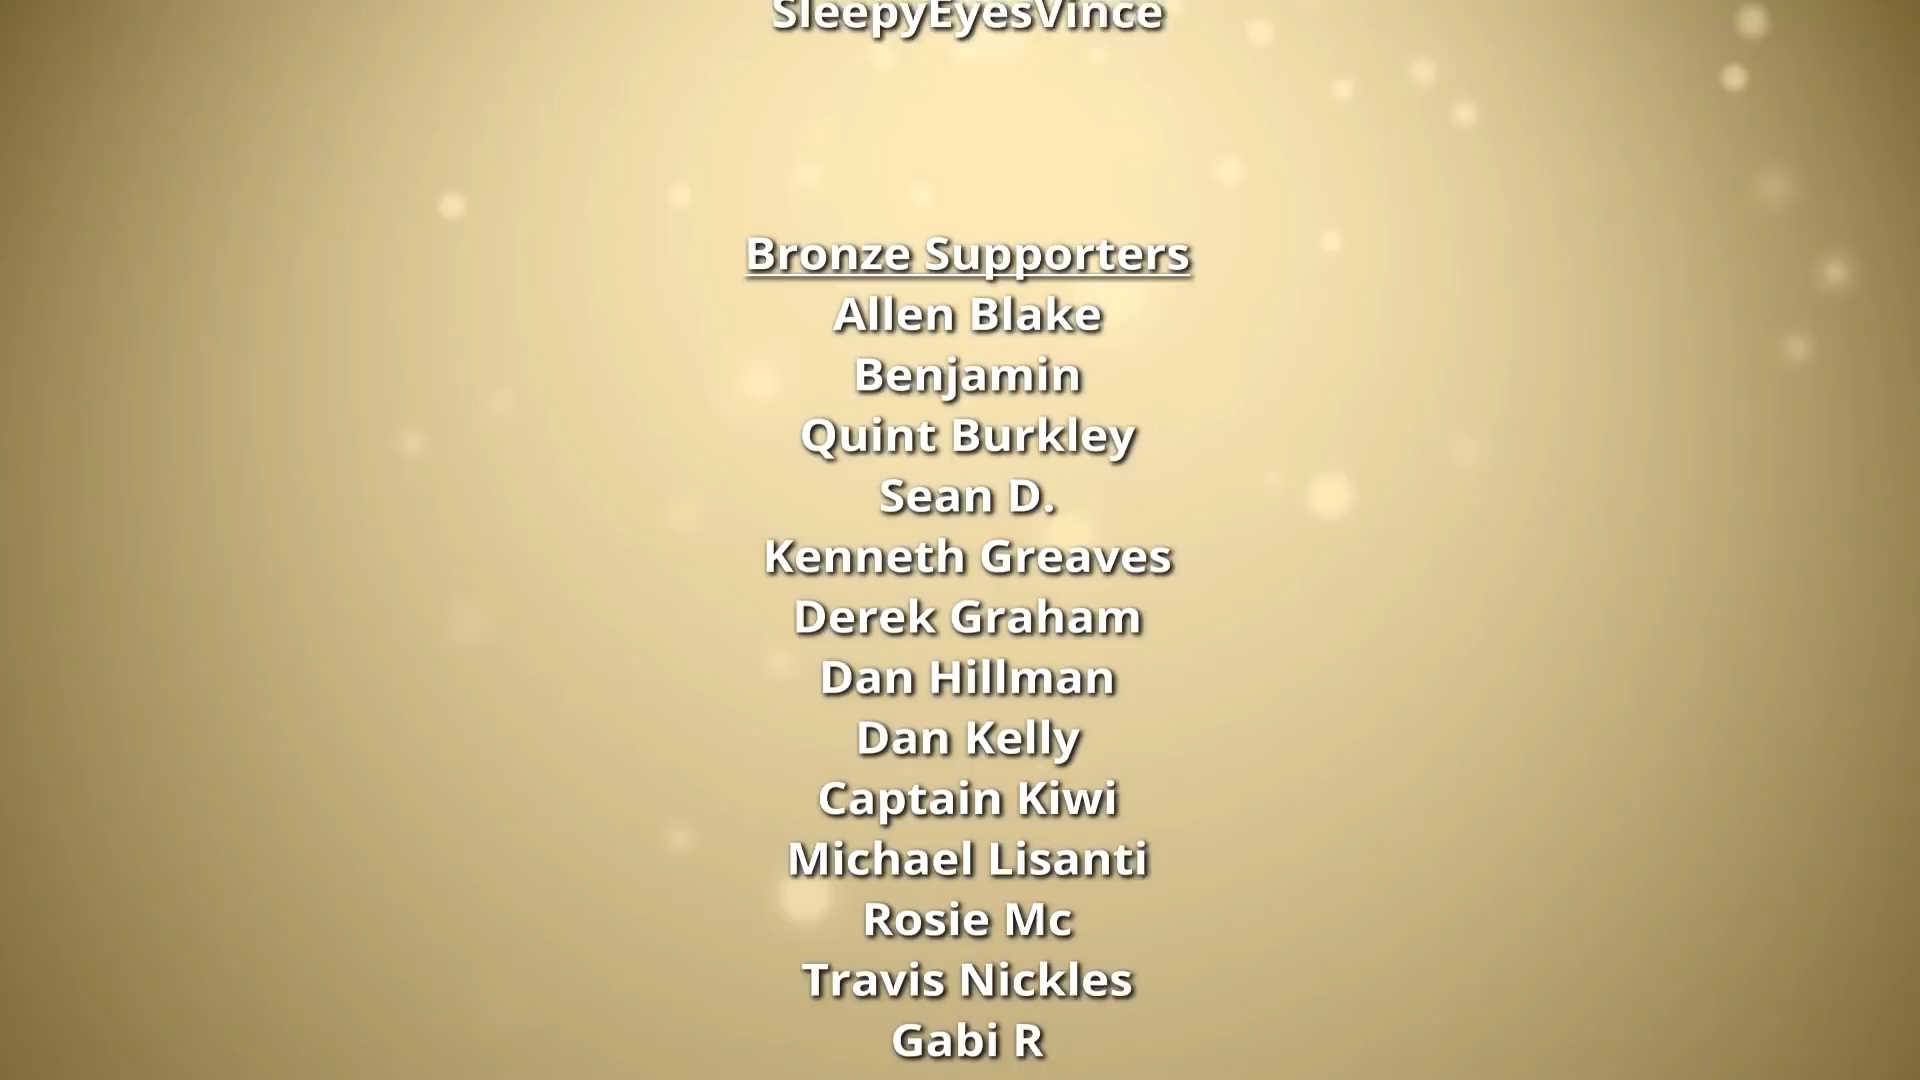 SleepyEyesVince
Bronze Supporters
Allen Blake
Benjamin
Quint Burkley
Sean D.
Kenneth Greaves
Derek Graham
Dan Hillman
Dan Kelly
Captain Kiwi
Michael Lisanti
Rosie Mc
Travis Nickles
Gabi R